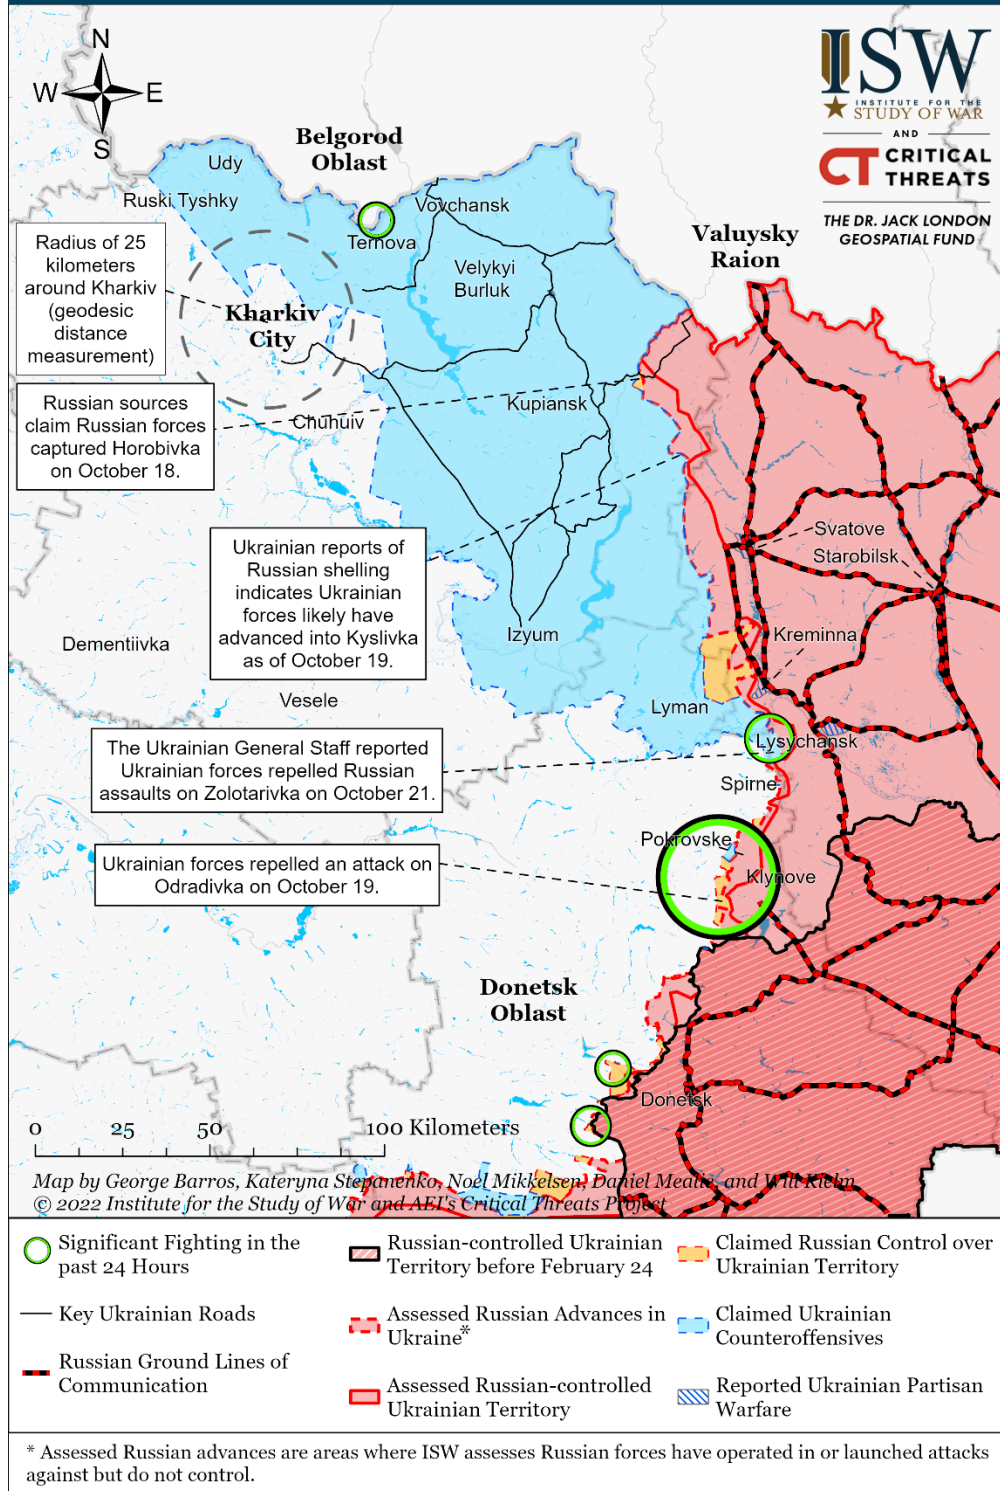 N
W E
S
ISW
INSTITUTE FOR THE
STUDY OF WAR
AND
CT CRITICAL
THREATS
THE DR. JACK LONDON
GEOSPATIAL FUND
Belgorod
Oblast
Udy
Ruski Tyshky
Vovchansk
Ternova
Valuysky
Raion
Radius of 25
kilometers
around Kharkiv
(geodesic
distance
measurement)
Velykyi
Burluk
Kharkiv
City
Russian sources
claim Russian forces
captured Horobivka
on October 18.
Kupiansk
Chuhuiv
Ukrainian reports of
Russian shelling
indicates Ukrainian
forces likely have
advanced into Kyslivka
as of October 19.
Svatove
Starobilsk
Izyum
Kreminna
Dementiivka
Vesele
Lyman
The Ukrainian General Staff reported
Ukrainian forces repelled Russian
assaults on Zolotarivka on October 21.
Lysychansk
Spirne
Pokrovske
Ukrainian forces repelled an attack on
Odradivka on October 19.
Klynove
Donetsk
Oblast
Donetsk
0 25 50 100 Kilometers
Map by George Barros, Kateryna Stepanenko, Noel Mikkelsen, Daniel Mealie, and Will Kielm
© 2022 Institute for the Study of War and AEI's Critical Threats Project
Significant Fighting in the
past 24 Hours
Key Ukrainian Roads
Russian Ground Lines of
Communication
Russian-controlled Ukrainian
Territory before February 24
Assessed Russian Advances in
Ukraine*
Assessed Russian-controlled
Ukrainian Territory
Claimed Russian Control over
Ukrainian Territory
Claimed Ukrainian
Counteroffensives
Reported Ukrainian Partisan
Warfare
* Assessed Russian advances are areas where ISW assesses Russian forces have operated in or launched attacks
against but do not control.